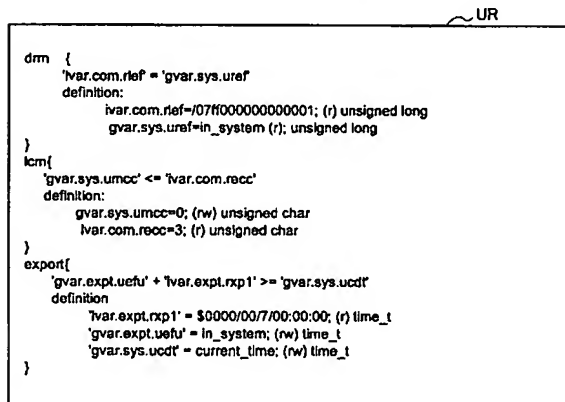 UR
drm {
'lvar.com.rlef' = 'gvar.sys.uref'
definition:
lvar.com.rlef=/07ff000000000001; (r) unsigned long
gvar.sys.uref=in_system (r); unsigned long
}
lcm{
'gvar.sys.umcc' <= 'lvar.com.recc'
definition:
gvar.sys.umcc=0; (rw) unsigned char
lvar.com.recc=3; (r) unsigned char
}
export{
'gvar.expt.uefu' + 'lvar.expt.rxp1' >= 'gvar.sys.ucdt'
definition
'lvar.expt.rxp1' = $0000/00/7/00:00:00; (r) time_t
'gvar.expt.uefu' = in_system; (rw) time_t
'gvar.sys.ucdt' = current_time; (rw) time_t
}